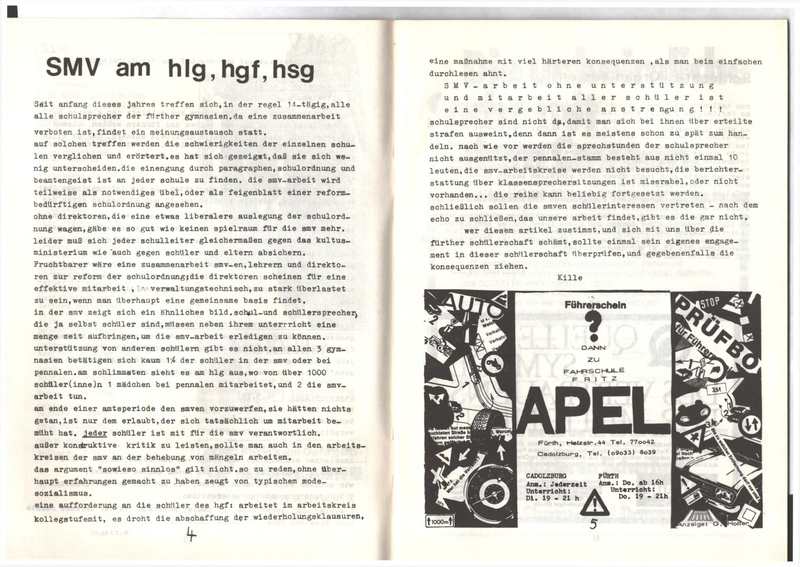 SMV am hlg,hgf,hsg
Seit anfang dieses jahres treffen sich,in der regel 14-tägig,alle
alle schulsprecher der fürther gymnasien,da eine zusammenarbeit
verboten ist,findet ein meinungsaustausch statt.
auf solchen treffen werden die schwierigkeiten der einzelnen schu-
len verglichen und erörtert.es hat sich gezeigt,daß sie sich we-
nig unterscheiden.die einengung durch paragraphen,schulordnung und
beamtengeist ist an jeder schule zu finden. die smv-arbeit wird
teilweise als notwendiges übel,oder als feigenblatt einer reform-
bedürftigen schulordnung angesehen.
ohne direktoren,die eine etwas liberalere auslegung der schulord-
nung wagen,gäbe es so gut wie keinen spielraum für die smv mehr.
leider muß sich jeder schulleiter gleichermaßen gegen das kultus-
ministerium wie auch gegen schüler und eltern absichern.
Fruchtbarer wäre eine zusammenarbeit smv-en,lehrern und direkto-
ren zur reform der schulordnung;die direktoren scheinen für eine
effektive mitarbeit , verwaltungstechnisch,zu stark überlastet
zu sein,wenn man überhaupt eine gemeinsame basis findet.
in der smv zeigt sich ein ähnliches bild.schul-und schülersprecher,
die ja selbst schüler sind,müssen neben ihrem unterrricht eine
menge zeit aufbringen,um die smv-arbeit erledigen zu können.
unterstützung von anderen schülern gibt es nicht.an allen 3 gym-
nasien betätigen sich kaum 1% der schüler in der smv oder bei
pennalen.am schlimmsten sieht es am hlg aus,wo von über 1000
schüler(inne)n 1 mädchen bei pennalen mitarbeitet,und 2 die smv-
arbeit tun.
am ende einer amtsperiode den smven vorzuwerfen,sie hätten nichts
getan,ist nur dem erlaubt,der sich tatsächlich um mitarbeit be-
müht hat. jeder schüler ist mit für die smv verantworlich.
außer konstruktive kritik zu leisten,sollte man auch in den arbeits-
kreisen der smv an der behebung von mängeln arbeiten.
das argument "sowieso sinnlos" gilt nicht.so zu reden,ohne über-
haupt erfahrungen gemacht zu haben zeugt von typischem mode-
sozialismus.
eine aufforderung an die schüler des hgf: arbeitet im arbeitskreis
kollegstufemit, es droht die abschaffung der wiederholungsklausuren,
4
eine maßnahme mit viel härteren konsequenzen ,als man beim einfachen
durchlesen ahnt.
SMV-arbeit ohne unterstützung
und mitarbeit aller schüler ist
eine vergebliche anstrengung!!!
schulsprecher sind nicht da,damit man sich bei ihnen über erteilte
strafen ausweint,denn dann ist es meistens schon zu spät zum han-
deln. nach wie vor werden die sprechstunden der schulsprecher
nicht ausgenützt,der pennalen-stamm besteht aus nicht einmal 10
leuten,die smv-arbeitskreise werden nicht besucht,die berichter-
stattung über klassensprechersitzungen ist miserabel,oder nicht
vorhanden... die reihe kann beliebig fortgesetzt werden.
schließlich sollen die smven schülerinteressen vertreten - nach dem
echo zu schließen,das unsere arbeit findet,gibt es die gar nicht.
wer diesem artikel zustimmt,und sich mit uns über die
fürther schülerschaft schämt,sollte einmal sein eigenes engage-
ment in dieser schülerschaft überprüfen,und gegebenenfalls die
konsequenzen ziehen.
Kille
AUTO
Führerschein
?
DANN
ZU
FAHRSCHULE
FRITZ
APEL
Fürth, Helzstr.44 Tel. 770042
Cadolzburg, Tel. (09033) 8039
CADOLZBURG
Anm.: Jederzeit
Unterricht:
Di. 19 - 21 h
FÜRTH
Anm.: Do. ab 16h
Unterricht:
Do. 19 - 21h
STOP
PRÜFBO
für Führer
251
1000m
5
Anzeige: G. Höfler